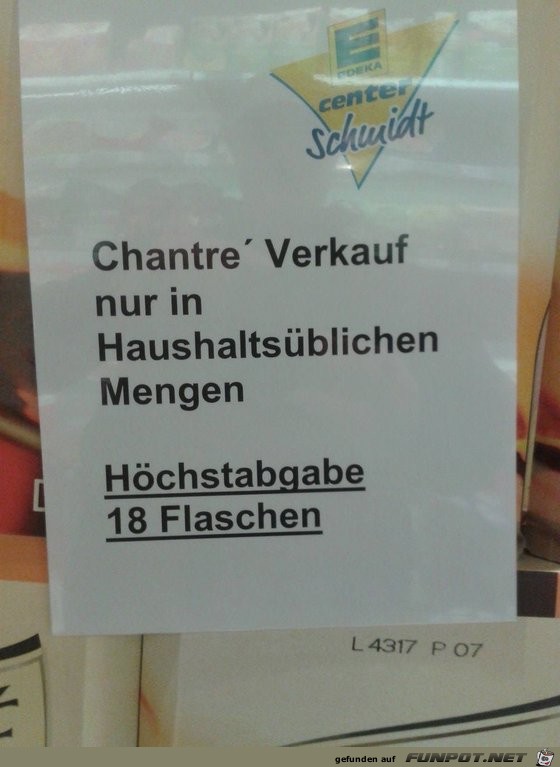 E
EDEKA
center
Schmidt
Chantre´ Verkauf
nur in
Haushaltsüblichen
Mengen
Höchstabgabe
18 Flaschen
L 4317 P 07
gefunden auf FUNPOT.NET